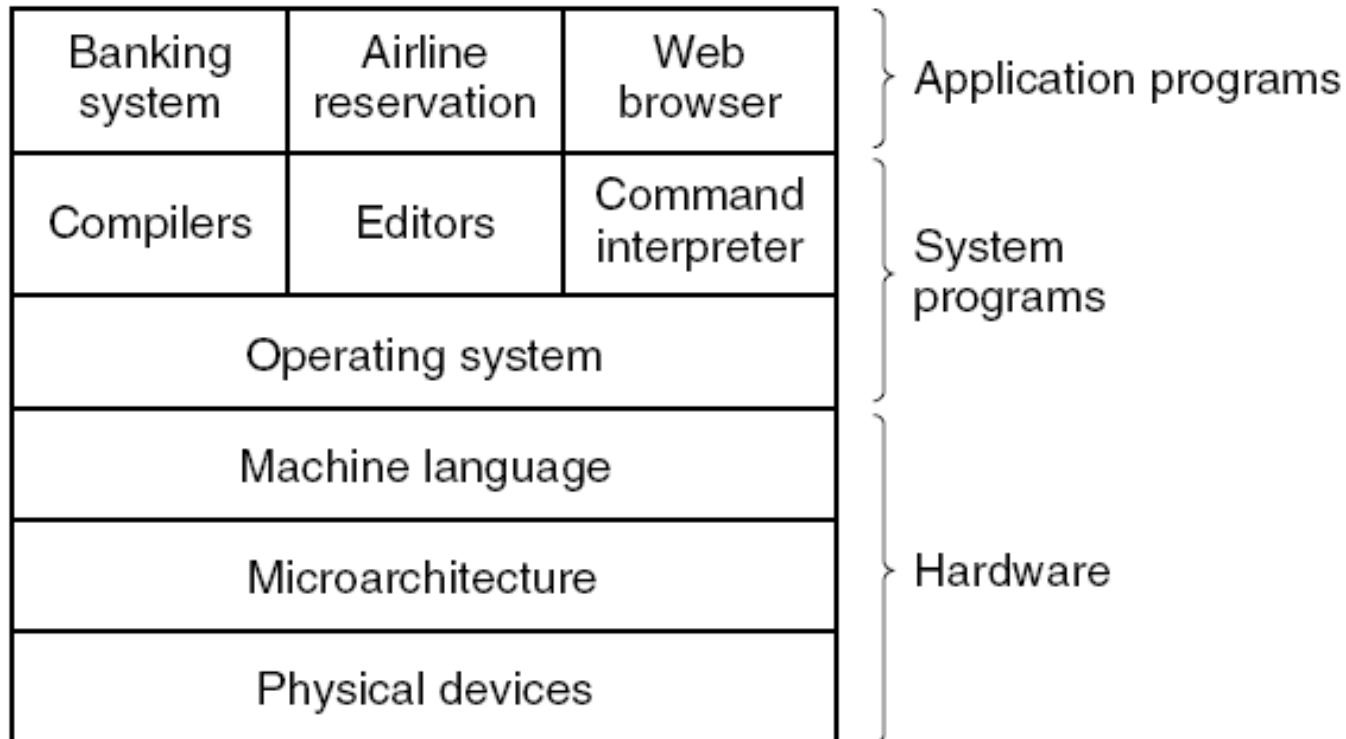 Banking
system
Airline
reservation
Web
browser
Application programs
Compilers
Editors
Command
interpreter
System
programs
Operating system
Machine language
Microarchitecture
Hardware
Physical devices